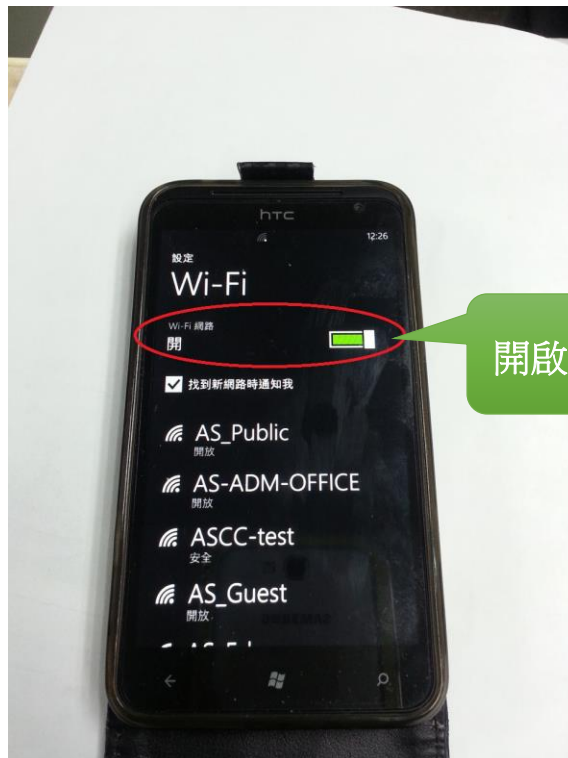 hTC
12:26
設定
Wi-Fi
Wi-Fi 網路
開
開啟
找到新網路時通知我
AS_Public
開放
AS-ADM-OFFICE
開放
ASCC-test
安全
AS_Guest
開放